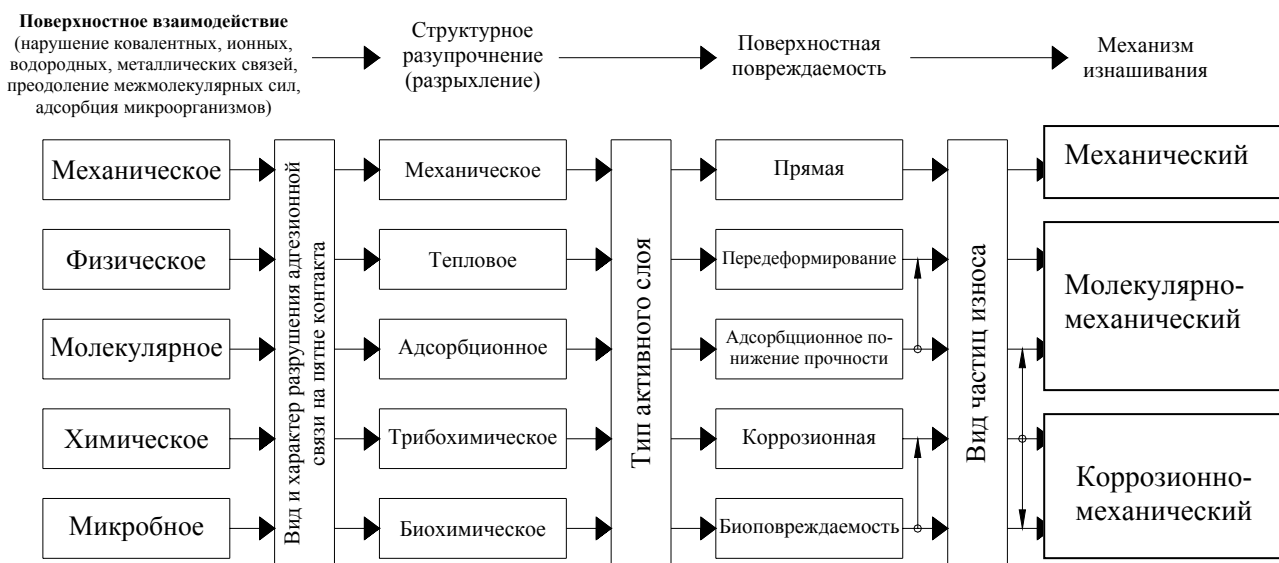 Поверхностное взаимодействие
(нарушение ковалентных, ионных,
водородных, металлических связей,
преодоление межмолекулярных сил,
адсорбция микроорганизмов)
Структурное
разупрочнение
(разрыхление)
Поверхностная
повреждаемость
Механизм
изнашивания
Механическое
Физическое
Молекулярное
Химическое
Микробное
Вид и характер разрушения адгезионной
связи на пятне контакта
Механическое
Тепловое
Адсорбционное
Трибохимическое
Биохимическое
Тип активного слоя
Прямая
Передеформирование
Адсорбщионное по-
нижение прочности
Коррозионная
Биоповреждаемость
Вид частиц износа
Механический
Молекулярно-
механический
Коррозионно-
механический